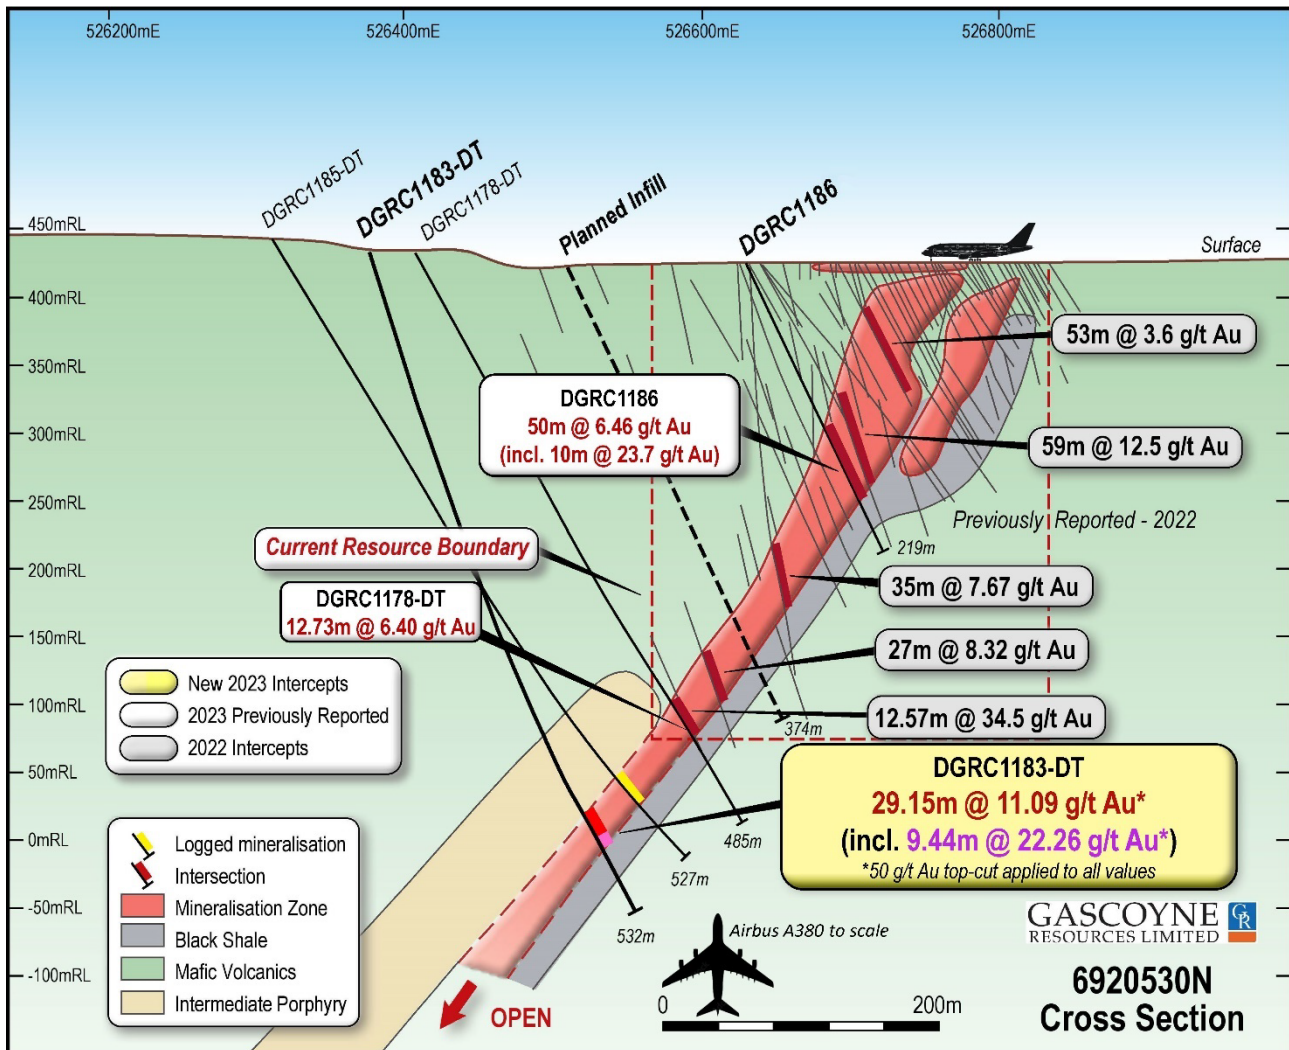 526200mE
526400mE
526600mE
526800mE
DGRC1185-DT
DGRC1183-DT
DGRC1178-DT
Planned Infill
DGRC1186
Surface
450mRL
400mRL
350mRL
300mRL
250mRL
200mRL
150mRL
100mRL
50mRL
0mRL
-50mRL
-100mRL
53m @ 3.6 g/t Au
DGRC1186
50m @ 6.46 g/t Au
(incl. 10m @ 23.7 g/t Au)
59m @ 12.5 g/t Au
Previously Reported - 2022
219m
Current Resource Boundary
35m @ 7.67 g/t Au
DGRC1178-DT
12.73m @ 6.40 g/t Au
27m @ 8.32 g/t Au
12.57m @ 34.5 g/t Au
374m
New 2023 Intercepts
2023 Previously Reported
2022 Intercepts
DGRC1183-DT
29.15m @ 11.09 g/t Au*
(incl. 9.44m @ 22.26 g/t Au*)
*50 g/t Au top-cut applied to all values
485m
527m
532m
Logged mineralisation
Intersection
Mineralisation Zone
Black Shale
Mafic Volcanics
Intermediate Porphyry
OPEN
Airbus A380 to scale
0 200m
GASCOYNE
RESOURCES LIMITED
GR
6920530N
Cross Section